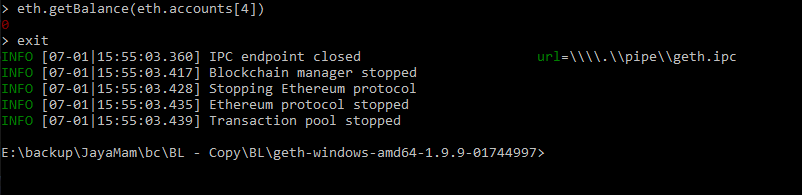 > eth.getBalance(eth.accounts[4])
0
> exit
INFO [07-01|15:55:03.360] IPC endpoint closed                      url=\\\\.\\pipe\\geth.ipc
INFO [07-01|15:55:03.417] Blockchain manager stopped
INFO [07-01|15:55:03.428] Stopping Ethereum protocol
INFO [07-01|15:55:03.435] Ethereum protocol stopped
INFO [07-01|15:55:03.439] Transaction pool stopped
E:\backup\JayaMam\bc\BL - Copy\BL\geth-windows-amd64-1.9.9-01744997>